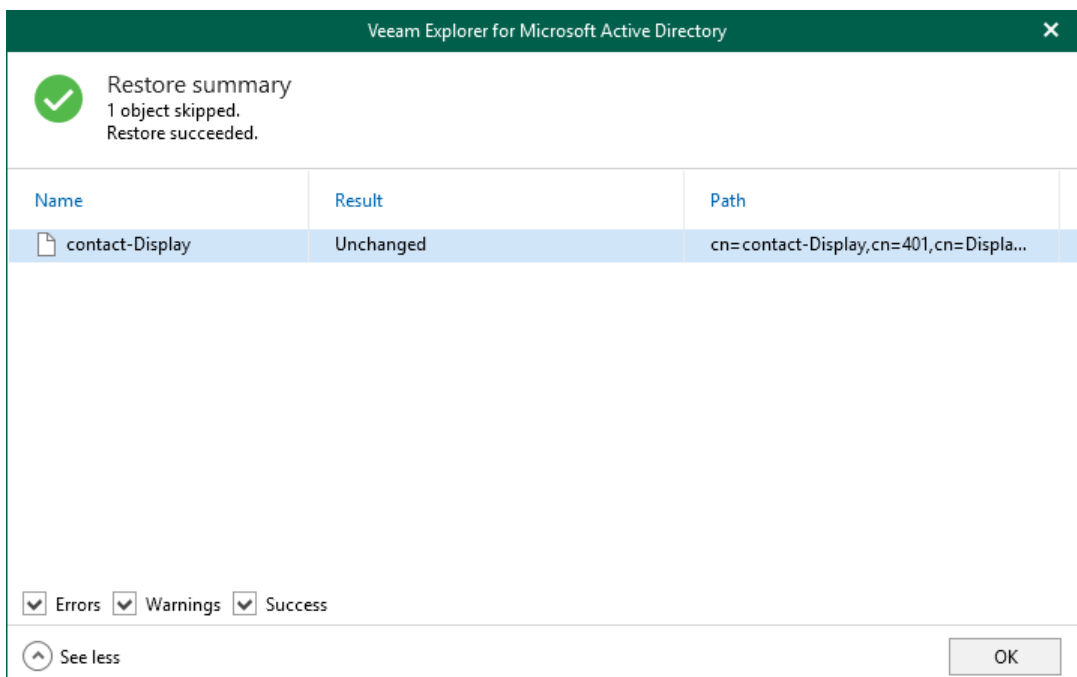 Veeam Explorer for Microsoft Active Directory
Restore summary
1 object skipped.
Restore succeeded.
Name Result Path
contact-Display Unchanged cn=contact-Display,cn=401,cn=Displa...
Errors Warnings Success
See less OK